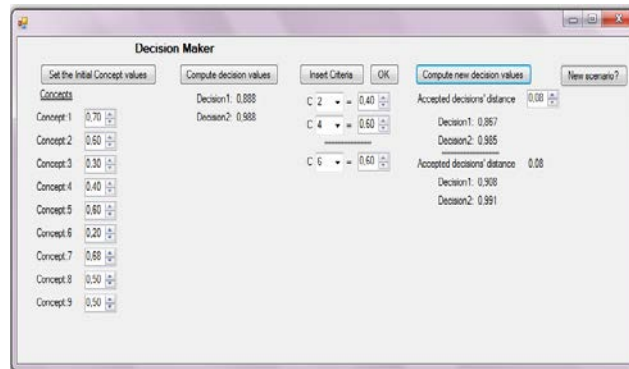 Decision Maker
Set the Initial Concept values
Compute decision values
Insert Criteria
OK
Compute new decision values
New scenario?
Concepts
Concept:1 0,70
Concept:2 0.60
Concept:3 0.30
Concept:4 0.40
Concept:5 0.60
Concept:6 0,20
Concept:7 0,68
Concept:8 0,50
Concept:9 0,50
Decision1: 0,888
Decision2: 0,988
C 2 = 0,40
C 4 = 0.60
C 6 = 0,60
Accepted decisions' distance 0,08
Decision1: 0,867
Decision2: 0,985
Accepted decisions' distance 0.08
Decision1: 0,908
Decision2: 0,991